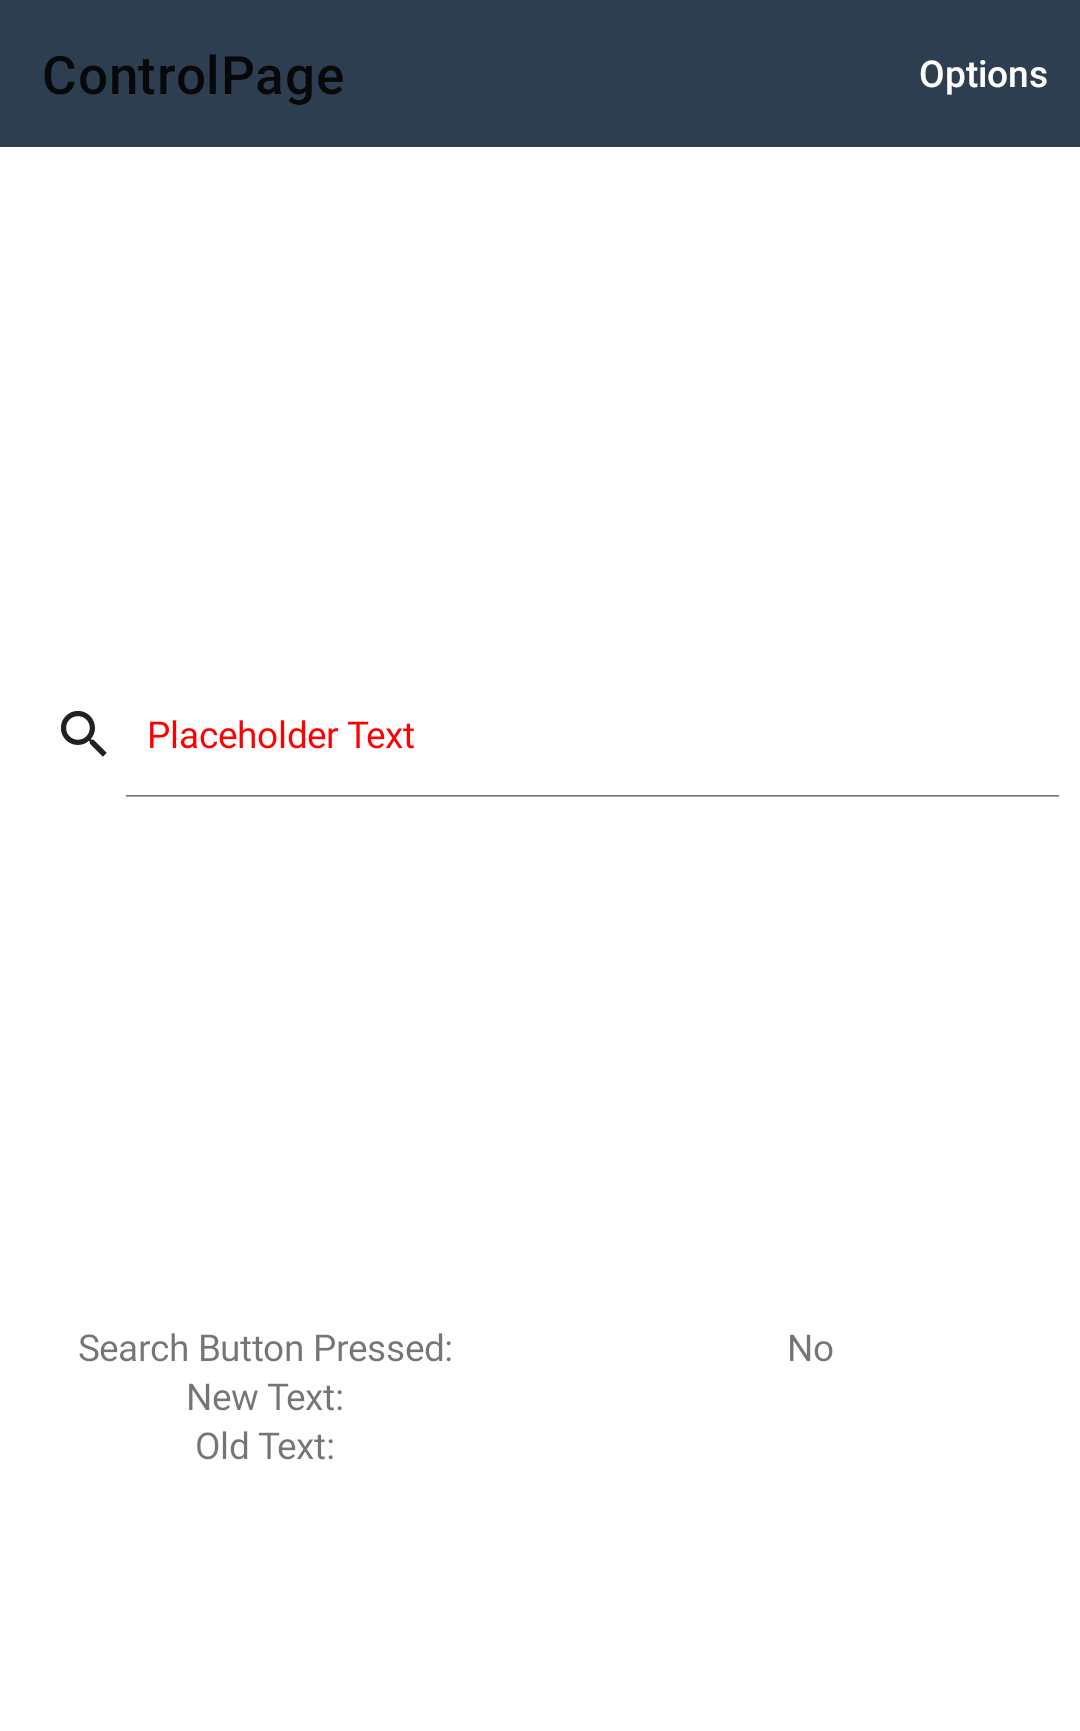 ControlPage Options
Placeholder Text
Search Button Pressed: No
New Text:
Old Text: